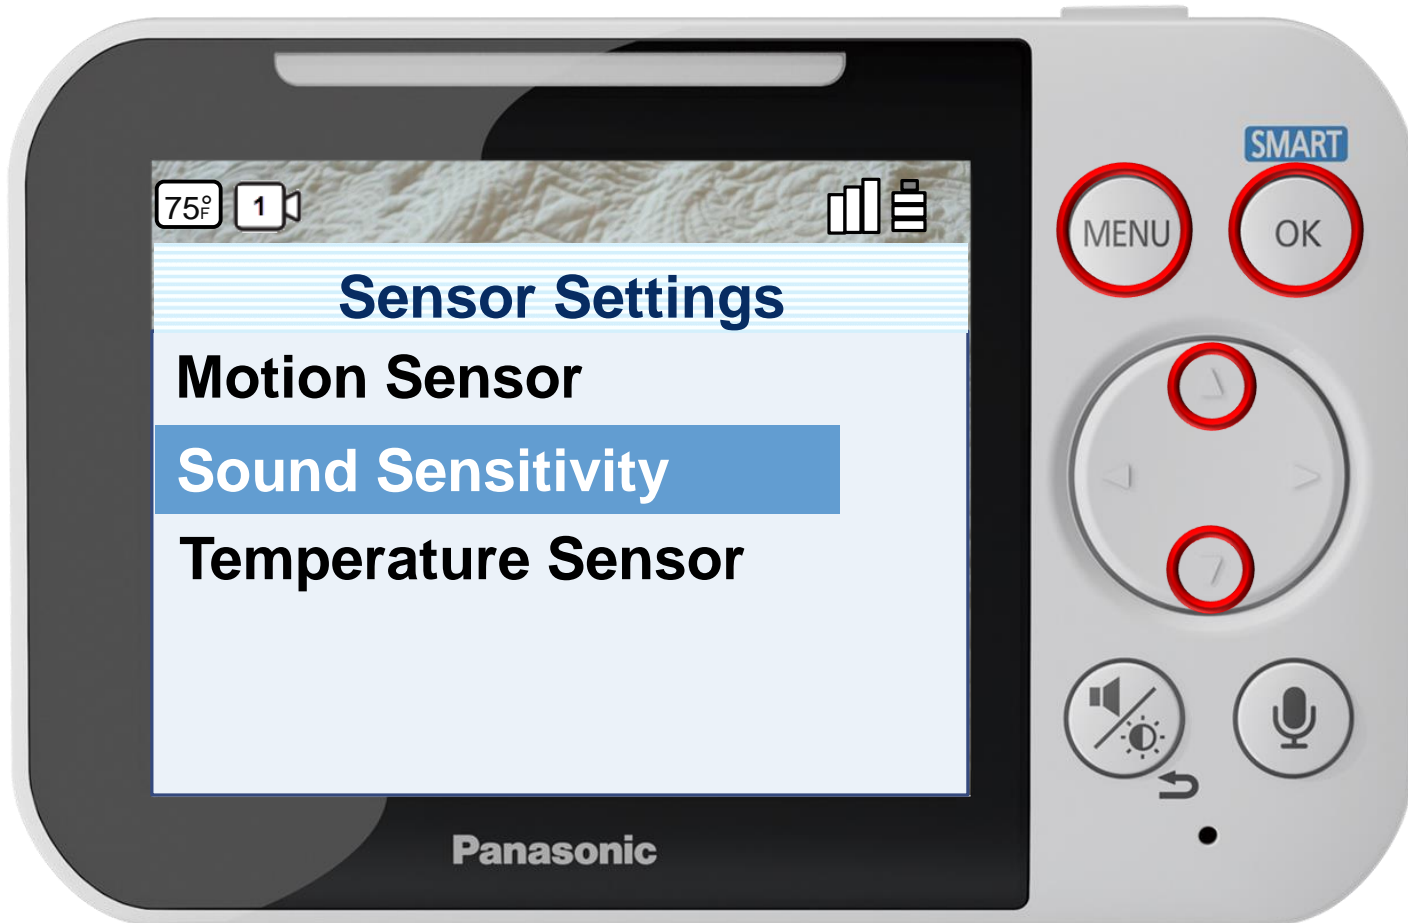 SMART
75°F 1
MENU OK
Sensor Settings
Motion Sensor
Sound Sensitivity
Temperature Sensor
Panasonic